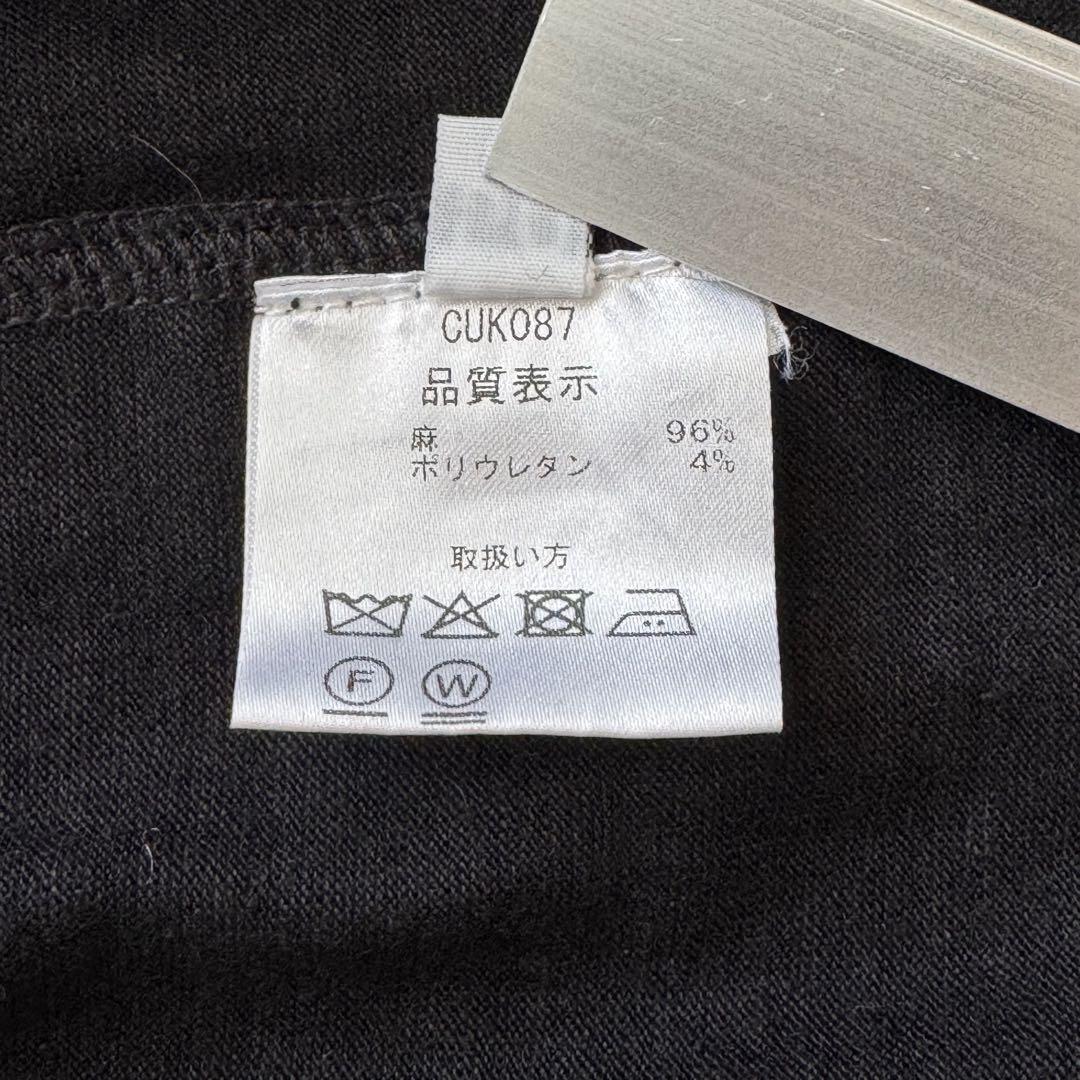 CUK087
品質表示
麻 96%
ポリウレタン 4%
取扱い方
F W